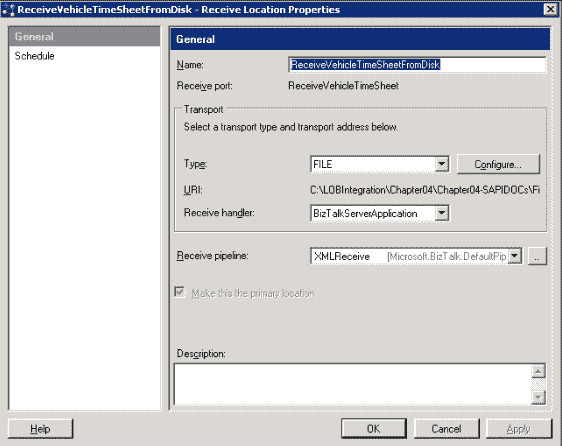 ReceiveVehicleTimeSheetFromDisk - Receive Location Properties
General
Schedule
General
Name: ReceiveVehicleTimeSheetFromDisk
Receive port: ReceiveVehicleTimeSheet
Transport
Select a transport type and transport address below.
Type: FILE Configure...
URI: C:\LOBIntegration\Chapter04\Chapter04-SAPIDOCs\Fi
Receive handler: BizTalkServerApplication
Receive pipeline: XMLReceive [Microsoft.BizTalk.DefaultPip ...
Make this the primary location
Description:
Help OK Cancel Apply